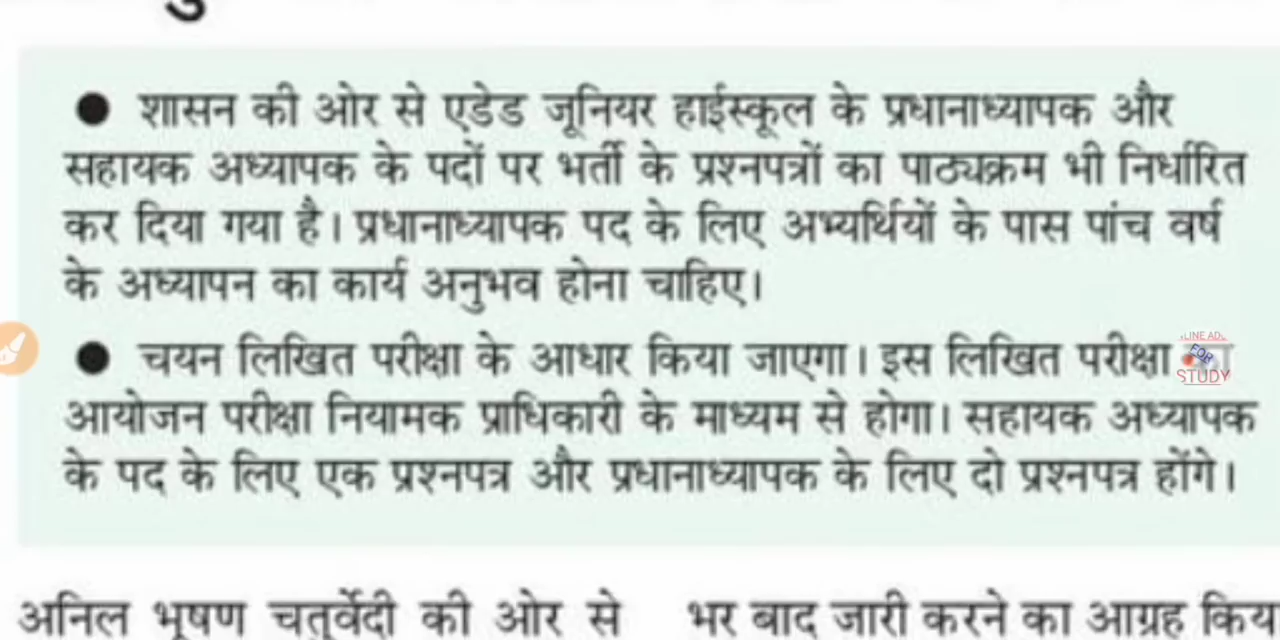 ● शासन की ओर से एडेड जूनियर हाईस्कूल के प्रधानाध्यापक और
सहायक अध्यापक के पदों पर भर्ती के प्रश्नपत्रों का पाठ्यक्रम भी निर्धारित
कर दिया गया है। प्रधानाध्यापक पद के लिए अभ्यर्थियों के पास पांच वर्ष
के अध्यापन का कार्य अनुभव होना चाहिए।
● चयन लिखित परीक्षा के आधार किया जाएगा। इस लिखित परीक्षा
FOR
STUDY
आयोजन परीक्षा नियामक प्राधिकारी के माध्यम से होगा। सहायक अध्यापक
के पद के लिए एक प्रश्नपत्र और प्रधानाध्यापक के लिए दो प्रश्नपत्र होंगे।
अनिल भूषण चतुर्वेदी की ओर से
भर बाद जारी करने का आग्रह किया